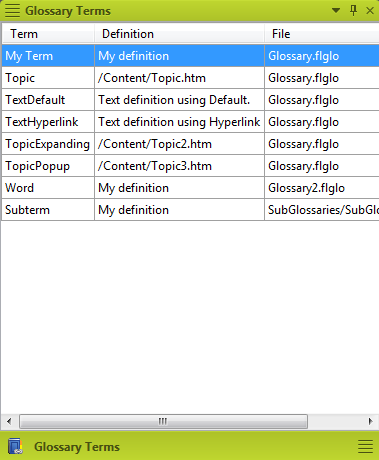 Glossary Terms
Term Definition File
My Term My definition Glossary.flglo
Topic /Content/Topic.htm Glossary.flglo
TextDefault Text definition using Default. Glossary.flglo
TextHyperlink Text definition using Hyperlink Glossary.flglo
TopicExpanding /Content/Topic2.htm Glossary.flglo
TopicPopup /Content/Topic3.htm Glossary.flglo
Word My definition Glossary2.flglo
Subterm My definition SubGlossaries/SubGlo
Glossary Terms